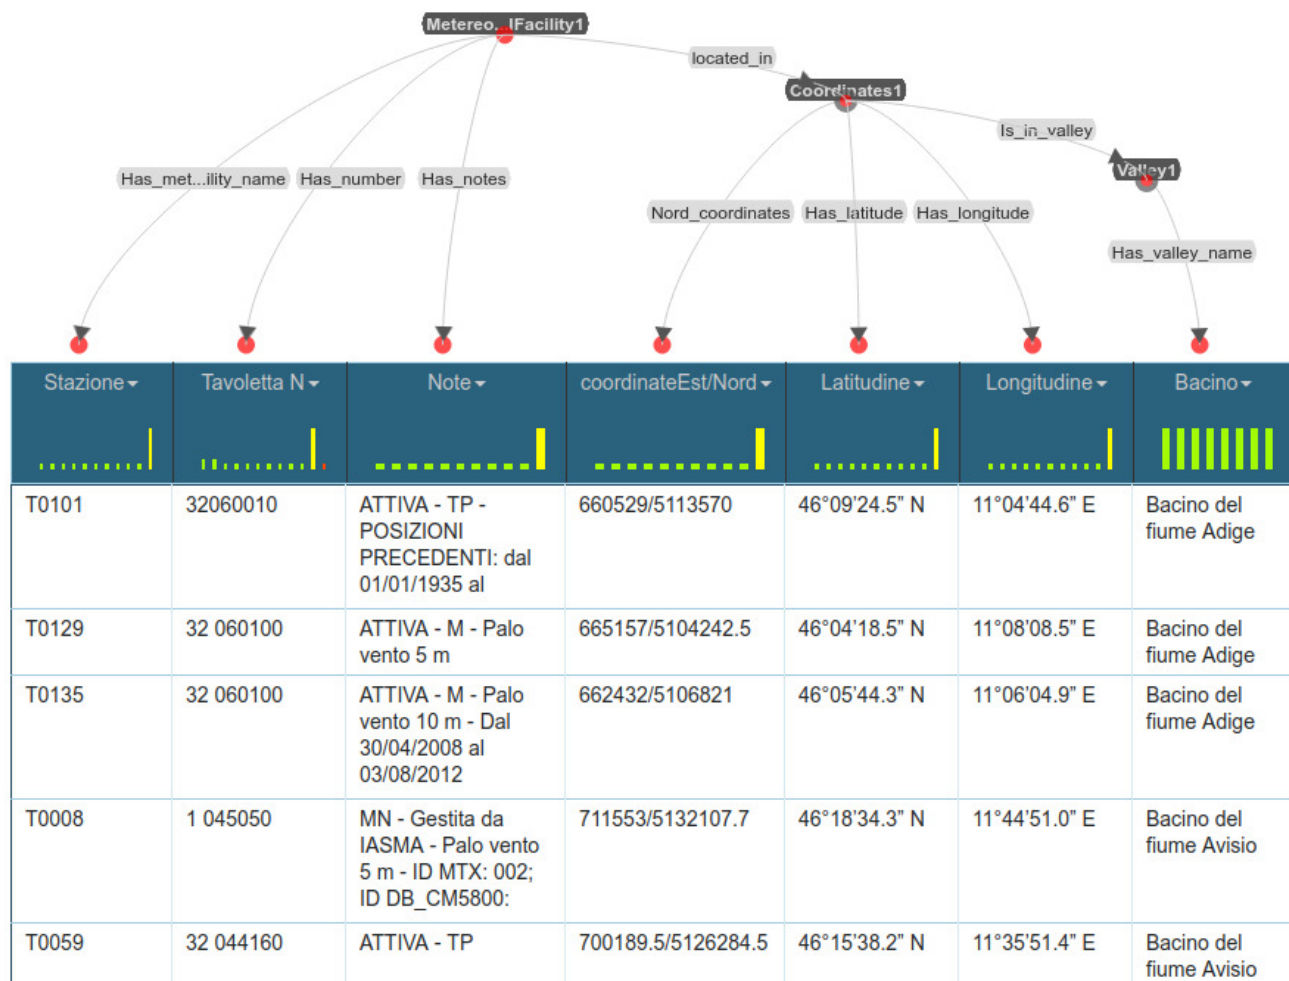 Metereo...lFacility1
located_in
Coordinates1
Is_in_valley
Valley1
Has_met...ility_name
Has_number
Has_notes
Nord_coordinates
Has_latitude
Has_longitude
Has_valley_name
Stazione
Tavoletta N
Note
coordinateEst/Nord
Latitudine
Longitudine
Bacino
T0101
32060010
ATTIVA - TP -
POSIZIONI
PRECEDENTI: dal
01/01/1935 al
660529/5113570
46°09'24.5” N
11°04'44.6” E
Bacino del
fiume Adige
T0129
32 060100
ATTIVA - M - Palo
vento 5 m
665157/5104242.5
46°04'18.5” N
11°08'08.5” E
Bacino del
fiume Adige
T0135
32 060100
ATTIVA - M - Palo
vento 10 m - Dal
30/04/2008 al
03/08/2012
662432/5106821
46°05'44.3” N
11°06'04.9” E
Bacino del
fiume Adige
T0008
1 045050
MN - Gestita da
IASMA - Palo vento
5 m - ID MTX: 002;
ID DB_CM5800:
711553/5132107.7
46°18'34.3” N
11°44'51.0” E
Bacino del
fiume Avisio
T0059
32 044160
ATTIVA - TP
700189.5/5126284.5
46°15'38.2” N
11°35'51.4” E
Bacino del
fiume Avisio